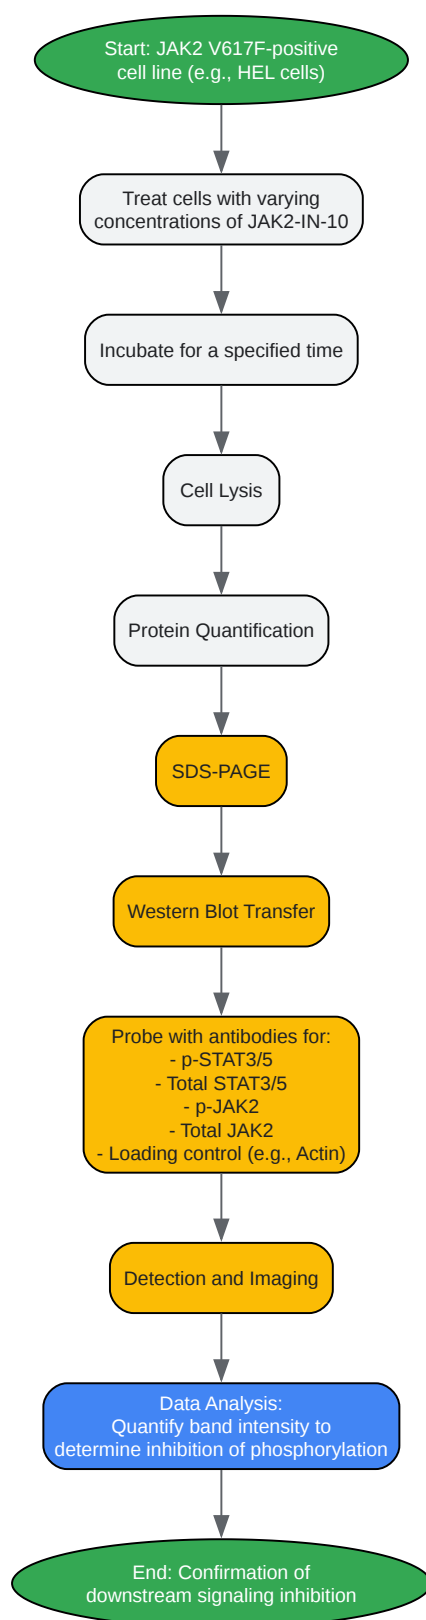 Start: JAK2 V617F-positive
cell line (e.g., HEL cells)
Treat cells with varying
concentrations of JAK2-IN-10
Incubate for a specified time
Cell Lysis
Protein Quantification
SDS-PAGE
Western Blot Transfer
Probe with antibodies for:
- p-STAT3/5
- Total STAT3/5
- p-JAK2
- Total JAK2
- Loading control (e.g., Actin)
Detection and Imaging
Data Analysis:
Quantify band intensity to
determine inhibition of phosphorylation
End: Confirmation of
downstream signaling inhibition